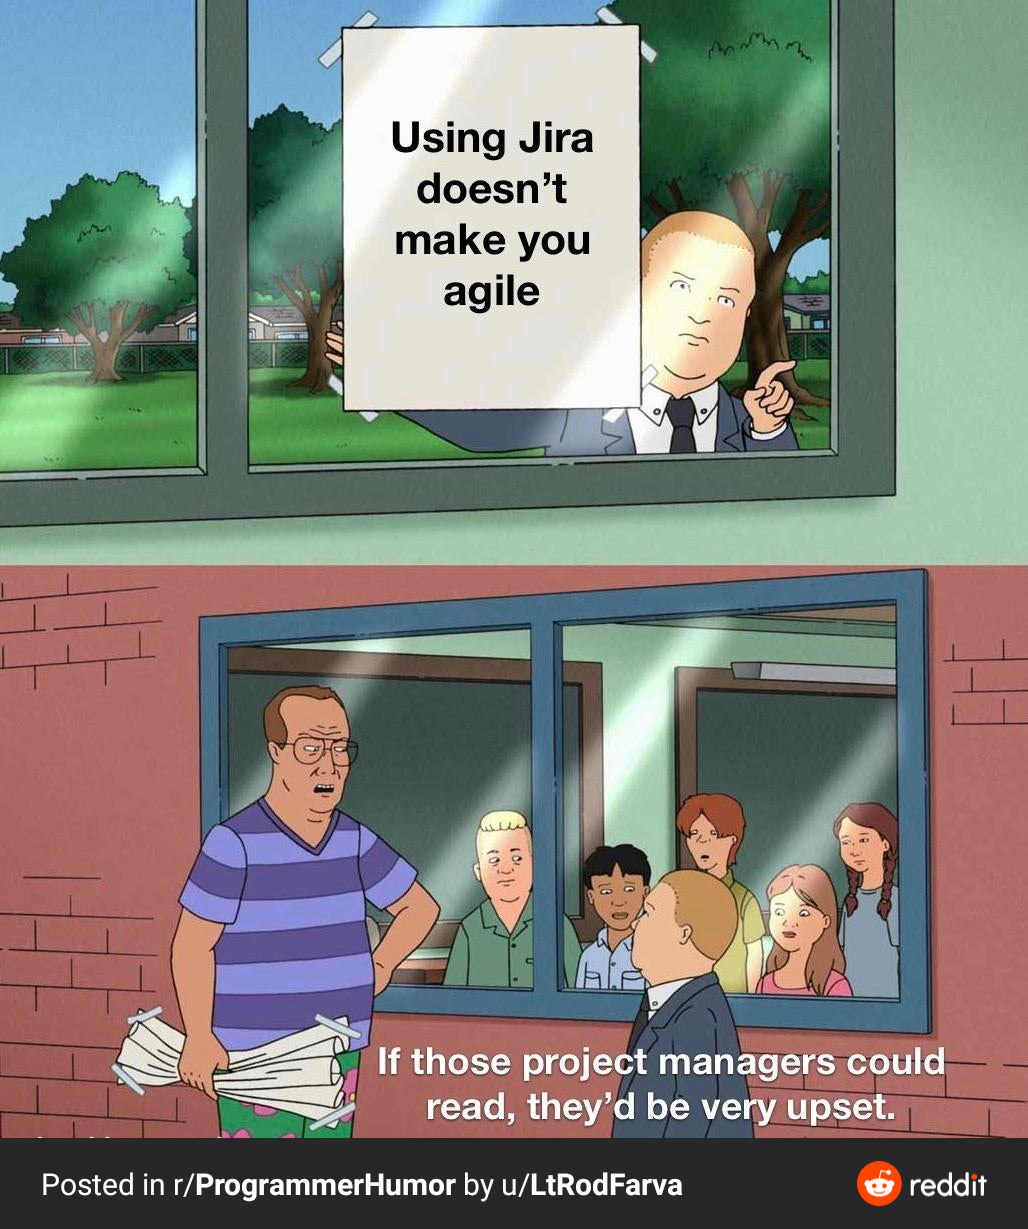 Using Jira
doesn’t
make you
agile
If those project managers could
read, they’d be very upset.
Posted in r/ProgrammerHumor by u/LtRodFarva
reddit